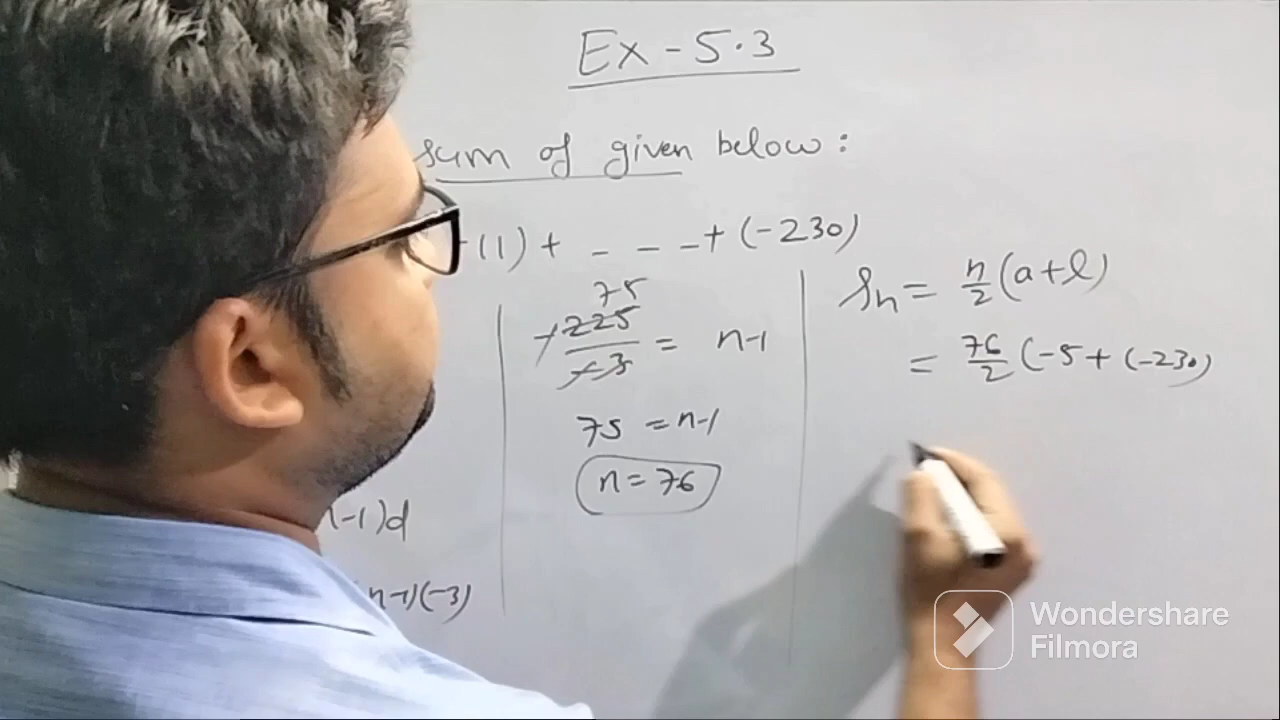 Ex - 5.3
sum of given below:
-11) + _ _ _ + (-230)
n-1)d
n-1)(-3)
75
-225/-3 = n-1
75 = n-1
n = 76
Sn = n/2 (a+l)
= 76/2 (-5 + (-230)
Wondershare
Filmora